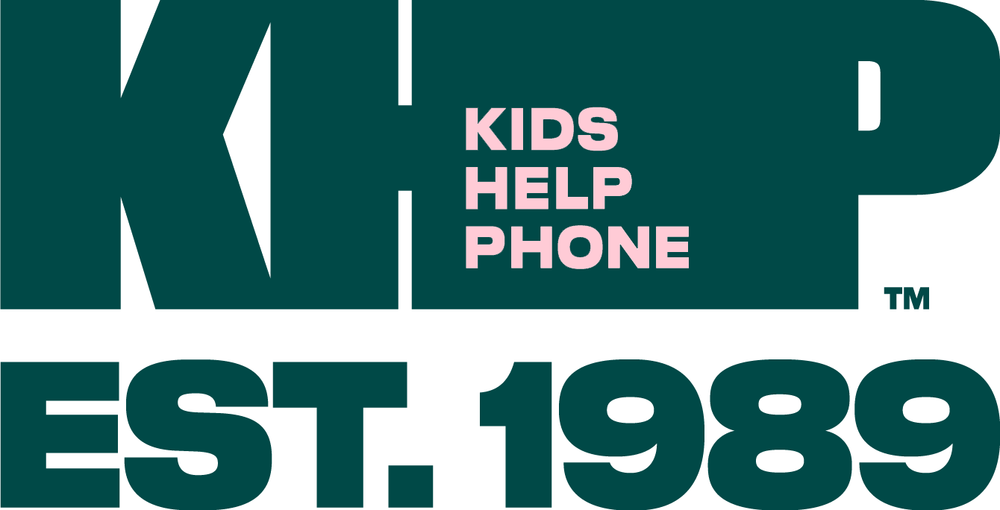 KHP
KIDS
HELP
PHONE
TM
EST. 1989